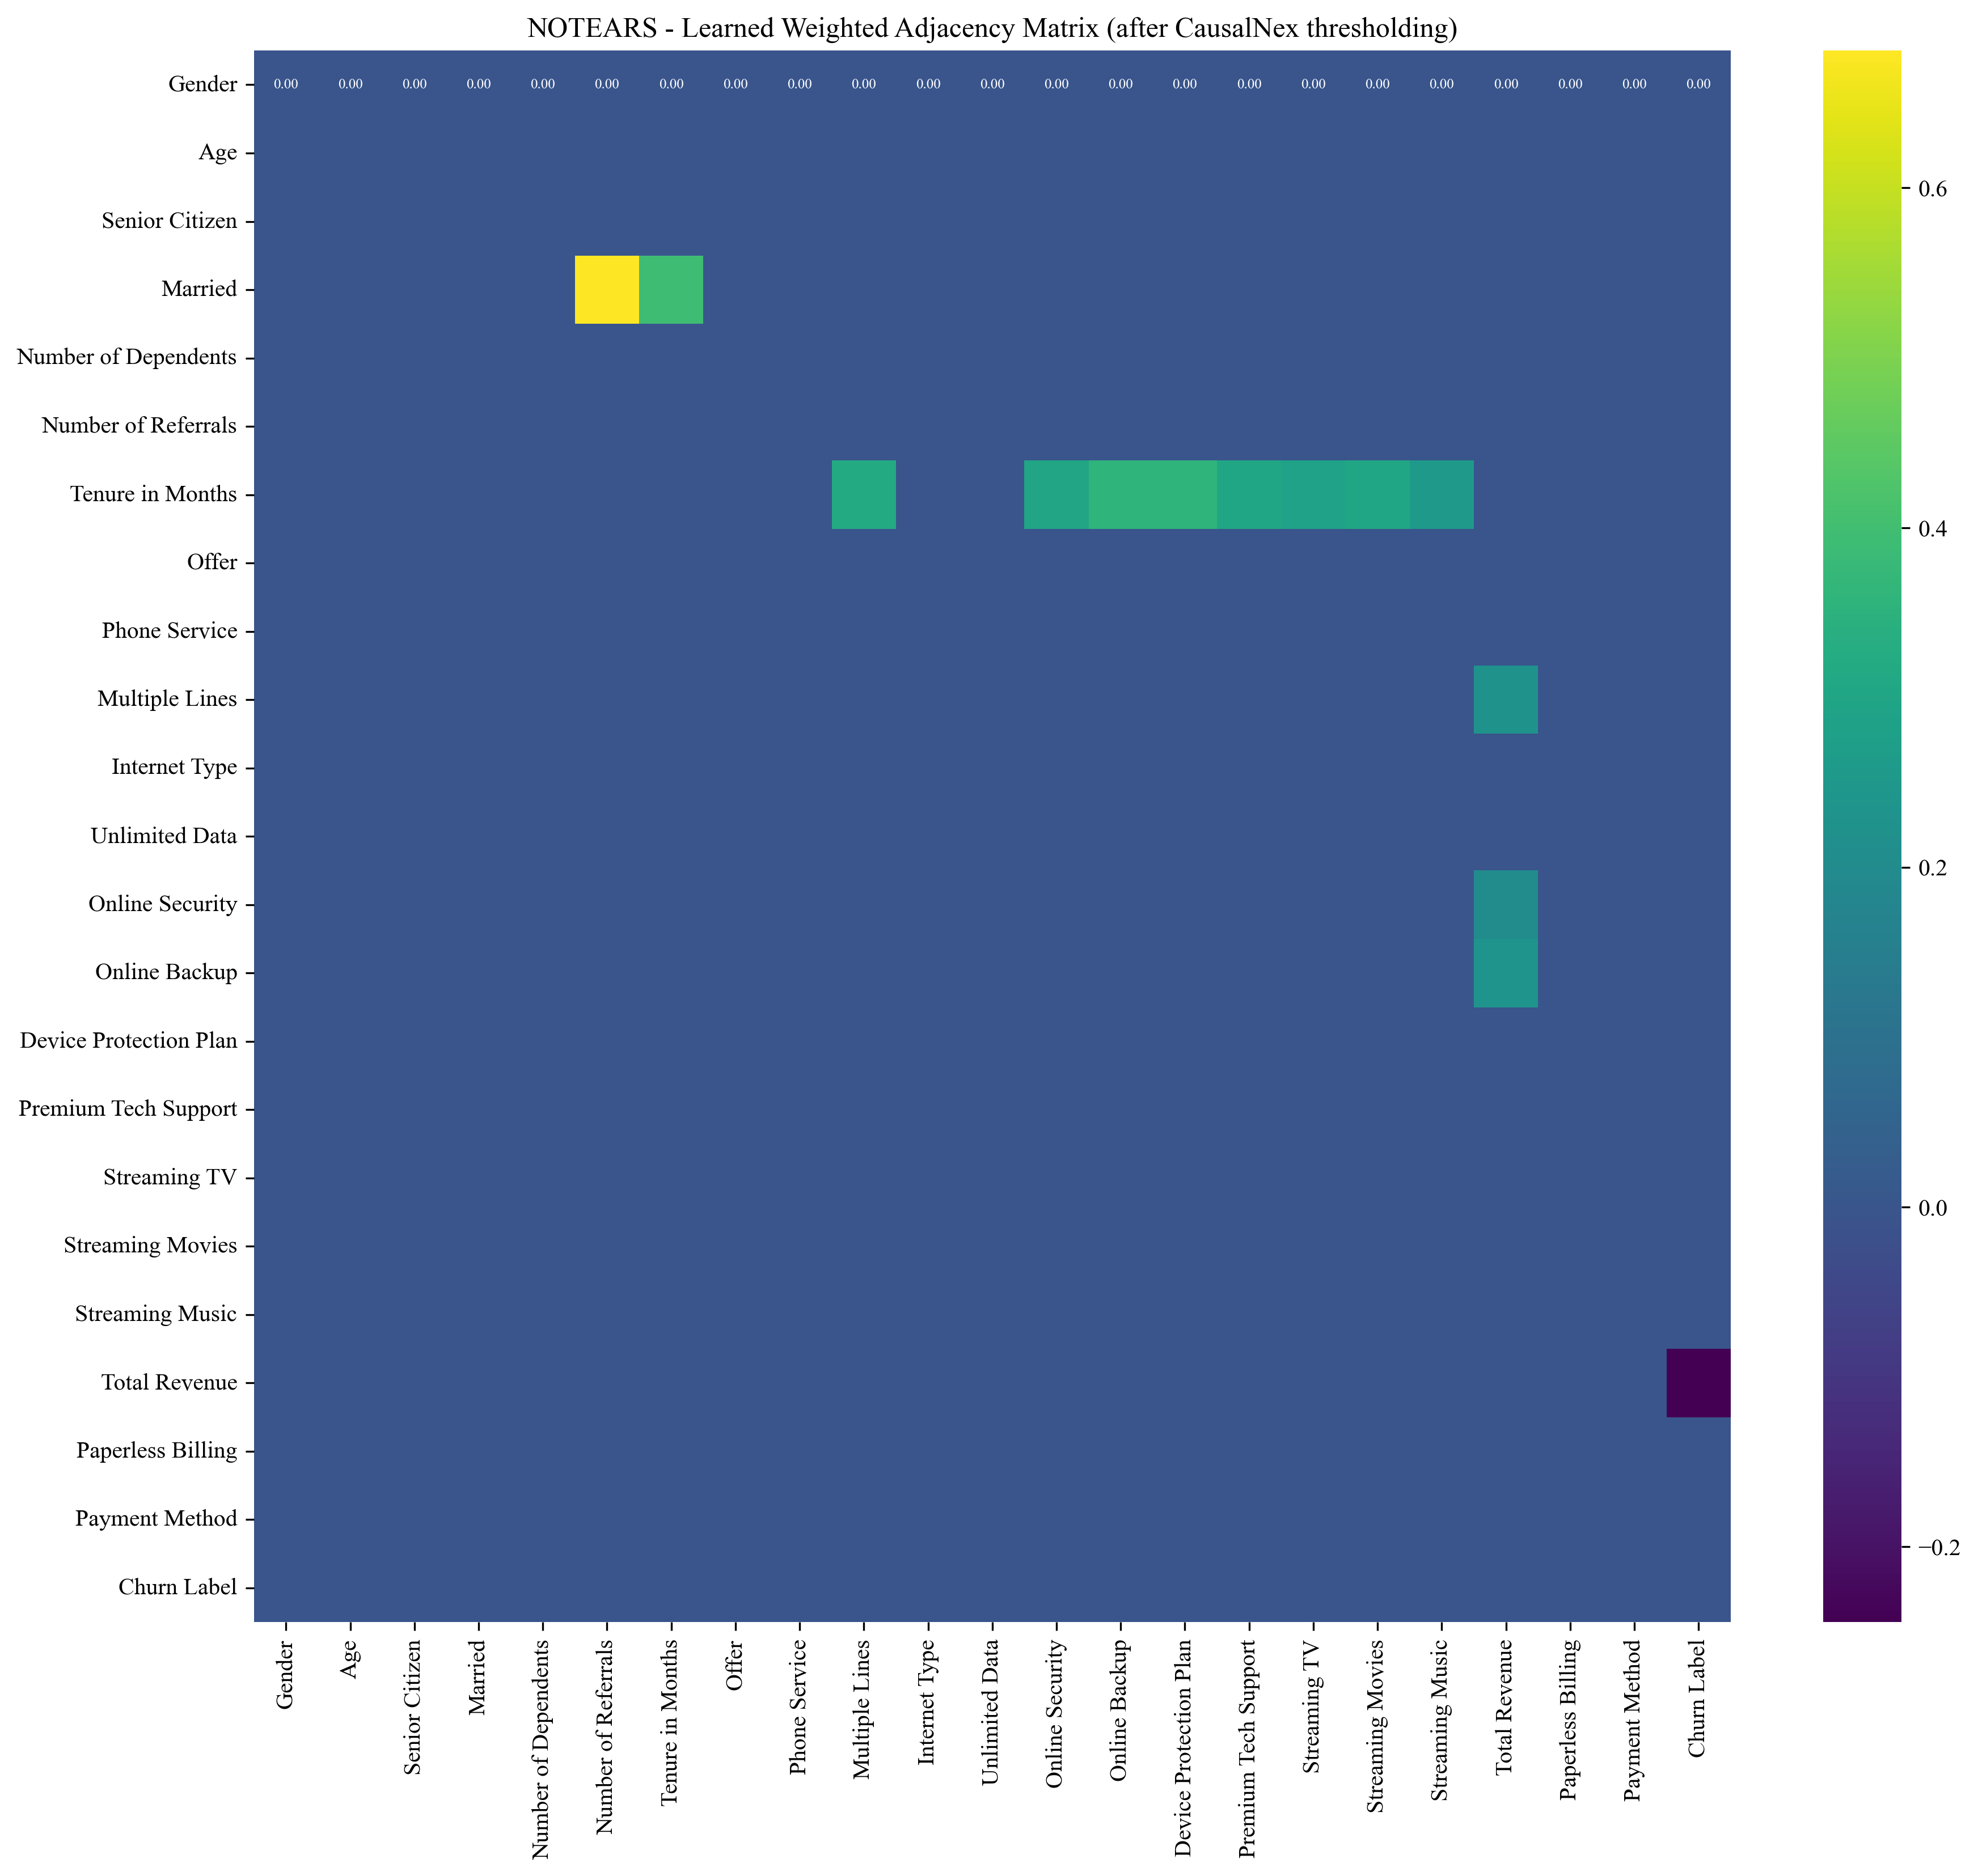 NOTEARS - Learned Weighted Adjacency Matrix (after CausalNex thresholding)
Gender
0.00 0.00 0.00 0.00 0.00 0.00 0.00 0.00 0.00 0.00 0.00 0.00 0.00 0.00 0.00 0.00 0.00 0.00 0.00 0.00 0.00 0.00 0.00
Age
Senior Citizen
Married
Number of Dependents
Number of Referrals
Tenure in Months
Offer
Phone Service
Multiple Lines
Internet Type
Unlimited Data
Online Security
Online Backup
Device Protection Plan
Premium Tech Support
Streaming TV
Streaming Movies
Streaming Music
Total Revenue
Paperless Billing
Payment Method
Churn Label
Gender
Age
Senior Citizen
Married
Number of Dependents
Number of Referrals
Tenure in Months
Offer
Phone Service
Multiple Lines
Internet Type
Unlimited Data
Online Security
Online Backup
Device Protection Plan
Premium Tech Support
Streaming TV
Streaming Movies
Streaming Music
Total Revenue
Paperless Billing
Payment Method
Churn Label
0.6
0.4
0.2
0.0
−0.2